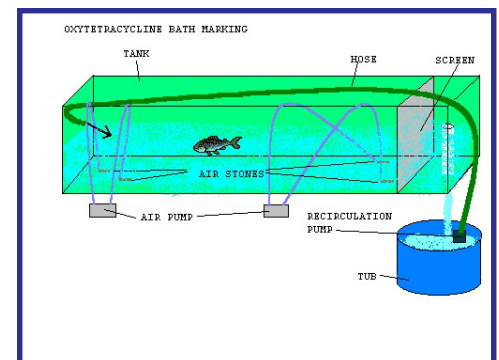 OXYTETRACYCLINE BATH MARKING
TANK
HOSE
SCREEN
AIR STONES
AIR PUMP
RECIRCULATION
PUMP
TUB